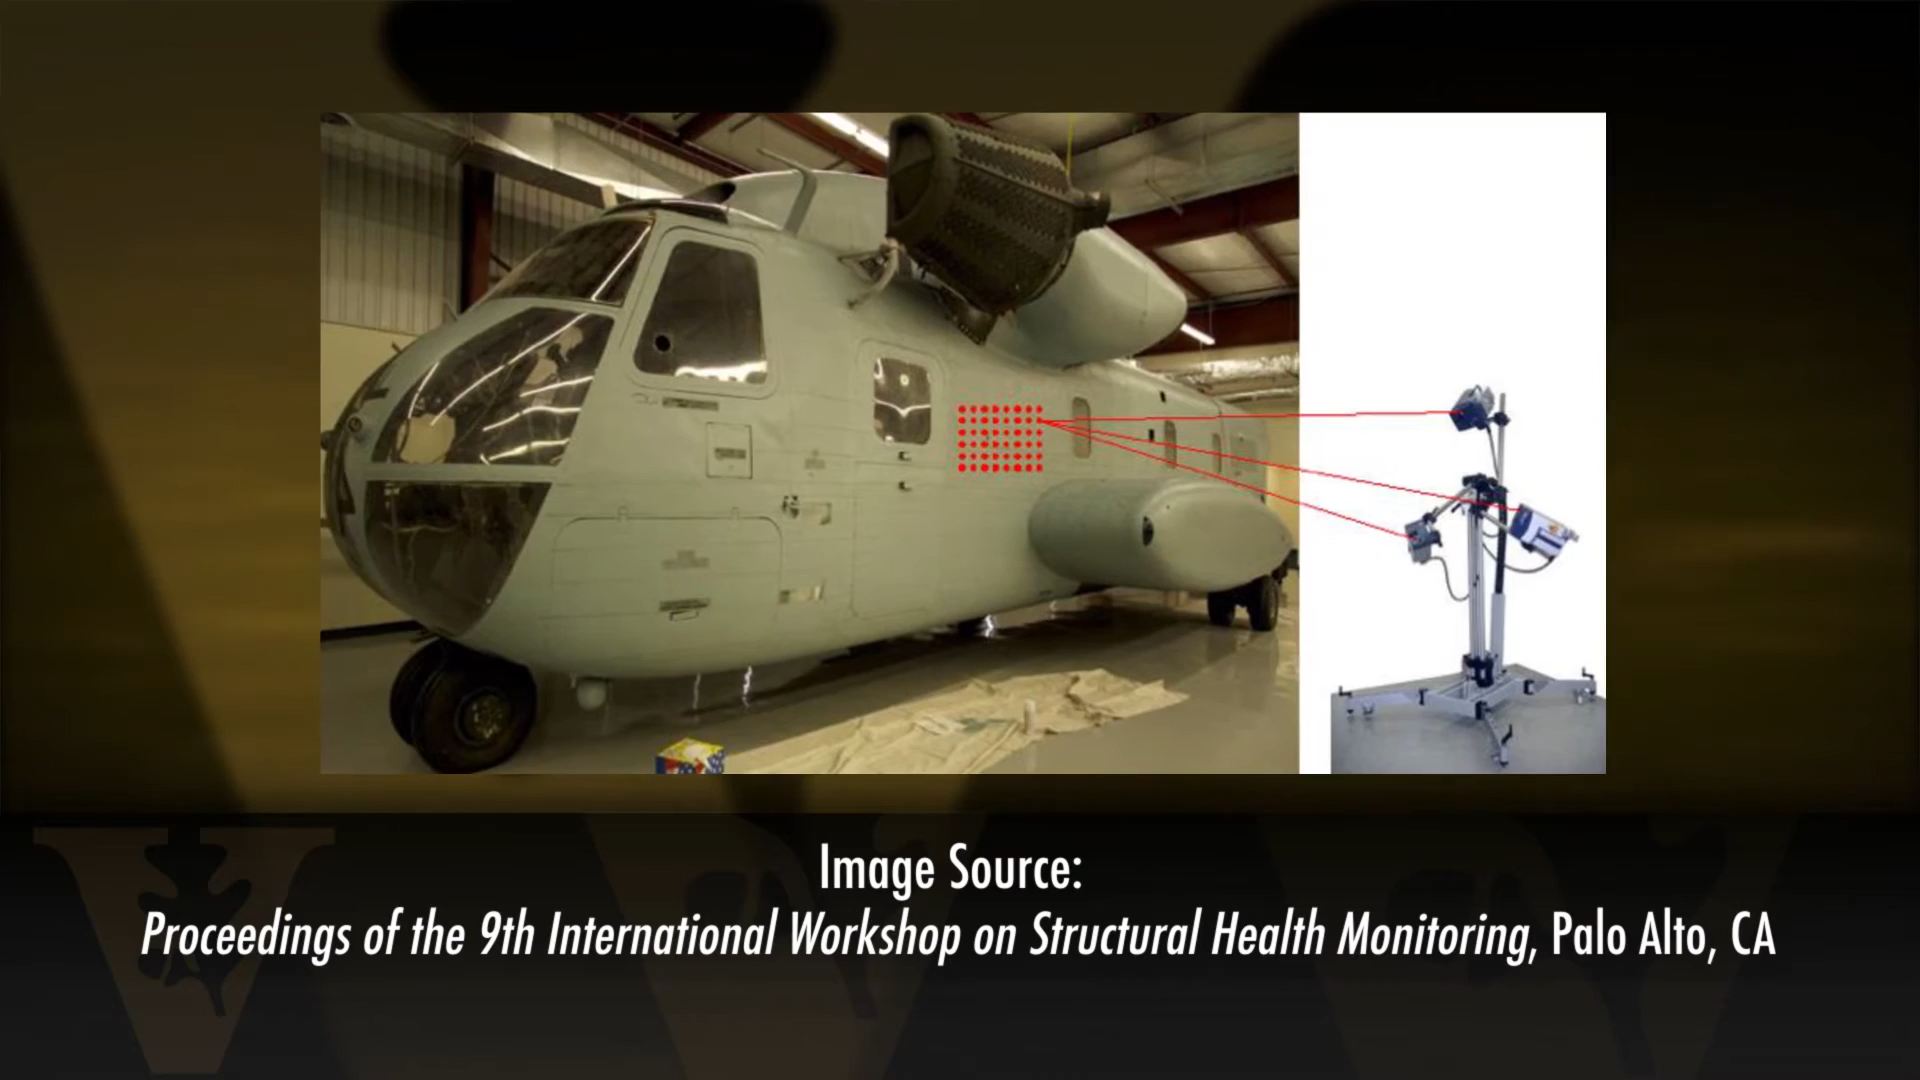 Image Source:
Proceedings of the 9th International Workshop on Structural Health Monitoring, Palo Alto, CA